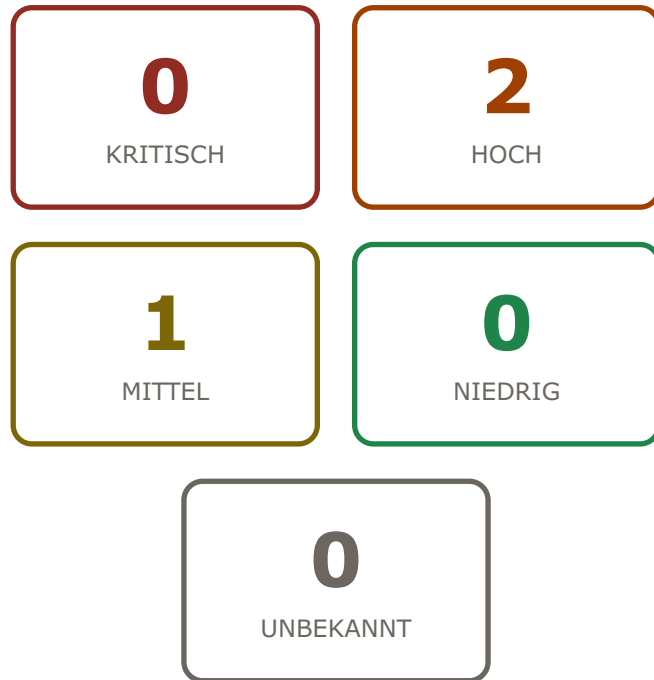 0
KRITISCH
2
HOCH
1
MITTEL
0
NIEDRIG
0
UNBEKANNT